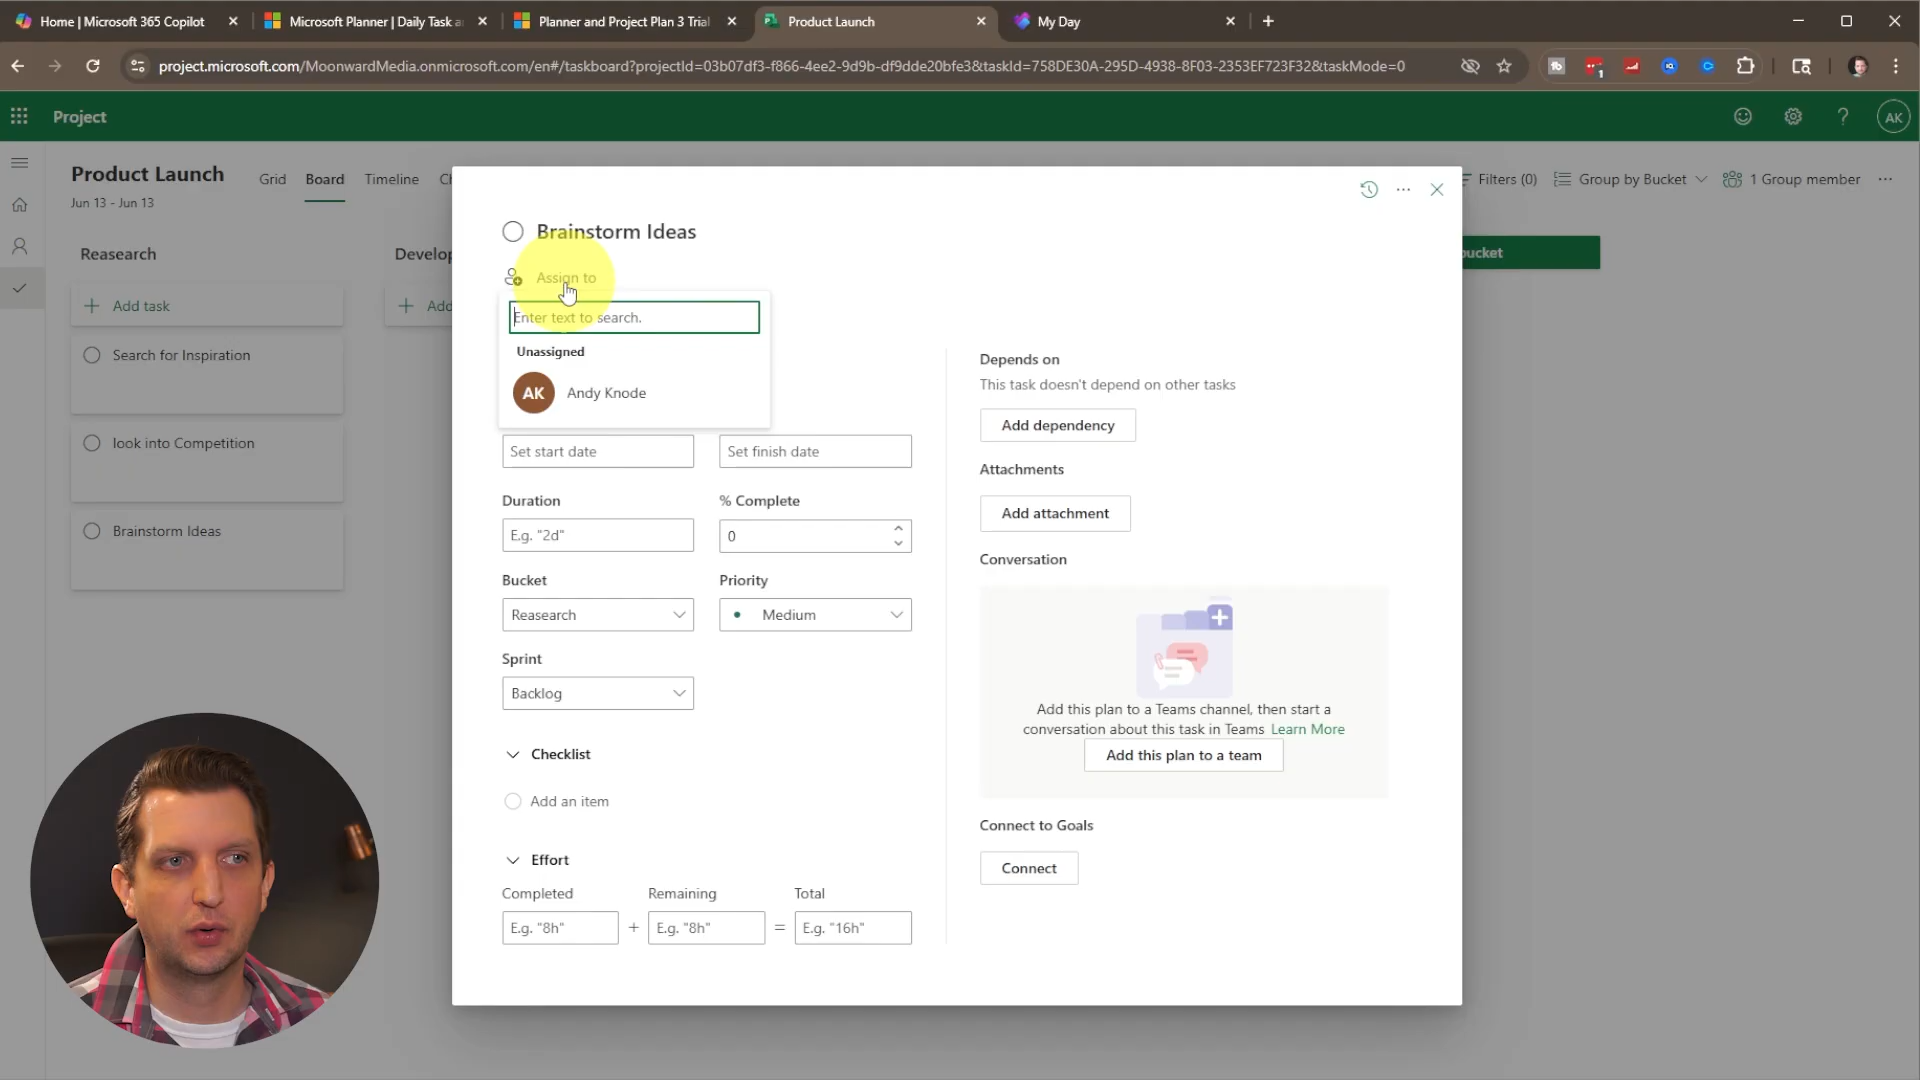 Home | Microsoft 365 Copilot
Microsoft Planner | Daily Task a
Planner and Project Plan 3 Trial
Product Launch
My Day
project.microsoft.com/MoonwardMedia.onmicrosoft.com/en#/taskboard?projectId=03b07df3-f866-4ee2-9d9b-df9dde20bfe3&taskId=758DE30A-295D-4938-8F03-2353EF723F32&taskMode=0
1
Project
?
AK
Product Launch
Grid
Board
Timeline
Ch
Filters (0)
Group by Bucket
1 Group member
Jun 13 - Jun 13
Reasearch
Develop
bucket
Add task
Add
Search for Inspiration
look into Competition
Brainstorm Ideas
Brainstorm Ideas
Assign to
Enter text to search.
Unassigned
AK
Andy Knode
Set start date
Set finish date
Duration
% Complete
E.g. "2d"
0
Bucket
Priority
Reasearch
Medium
Sprint
Backlog
Checklist
Add an item
Effort
Completed
Remaining
Total
E.g. "8h"
+
E.g. "8h"
=
E.g. "16h"
Depends on
This task doesn't depend on other tasks
Add dependency
Attachments
Add attachment
Conversation
Add this plan to a Teams channel, then start a
conversation about this task in Teams Learn More
Add this plan to a team
Connect to Goals
Connect